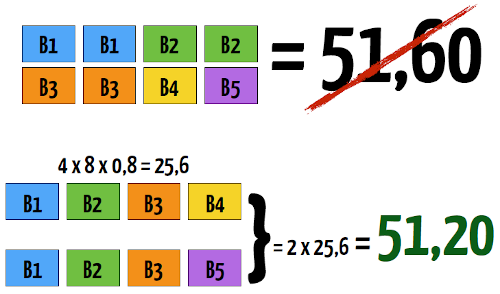 B1 B1 B2 B2
B3 B3 B4 B5
= 51,60
4 x 8 x 0,8 = 25,6
B1 B2 B3 B4
B1 B2 B3 B5
} = 2 x 25,6 = 51,20